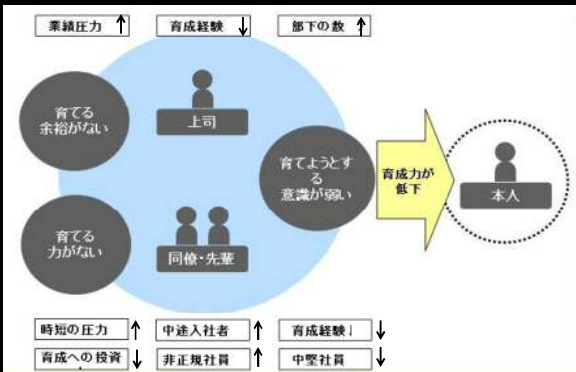 業績圧力 ↑
育成経験 ↓
部下の数 ↑
育てる
余裕がない
上司
育てようとす
る
意識が弱い
育成力が
低下
本人
育てる
力がない
同僚・先輩
時短の圧力 ↑
中途入社者 ↑
育成経験↓ ↓
育成への投資 ↓
非正規社員 ↑
中堅社員 ↓